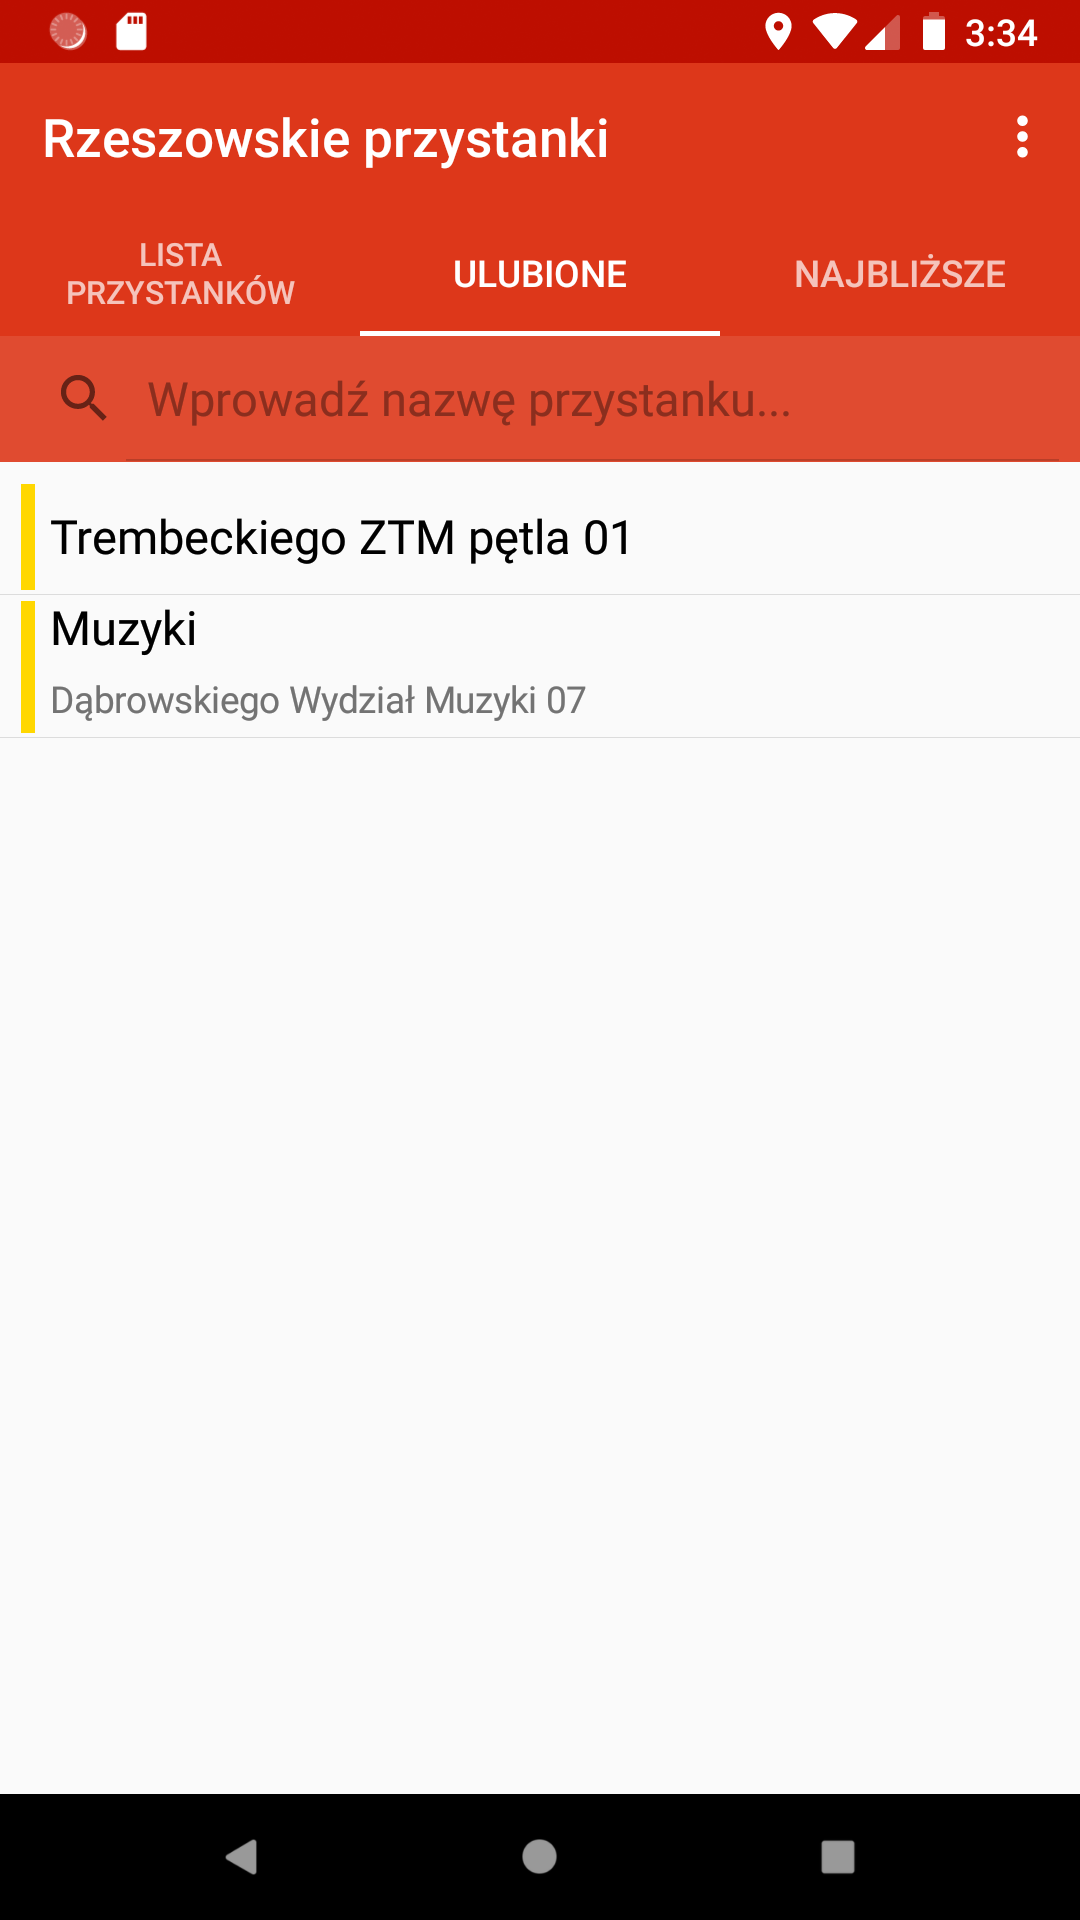 3:34
Rzeszowskie przystanki
LISTA
PRZYSTANKÓW
ULUBIONE
NAJBLIŻSZE
Wprowadź nazwę przystanku...
Trembeckiego ZTM pętla 01
Muzyki
Dąbrowskiego Wydział Muzyki 07